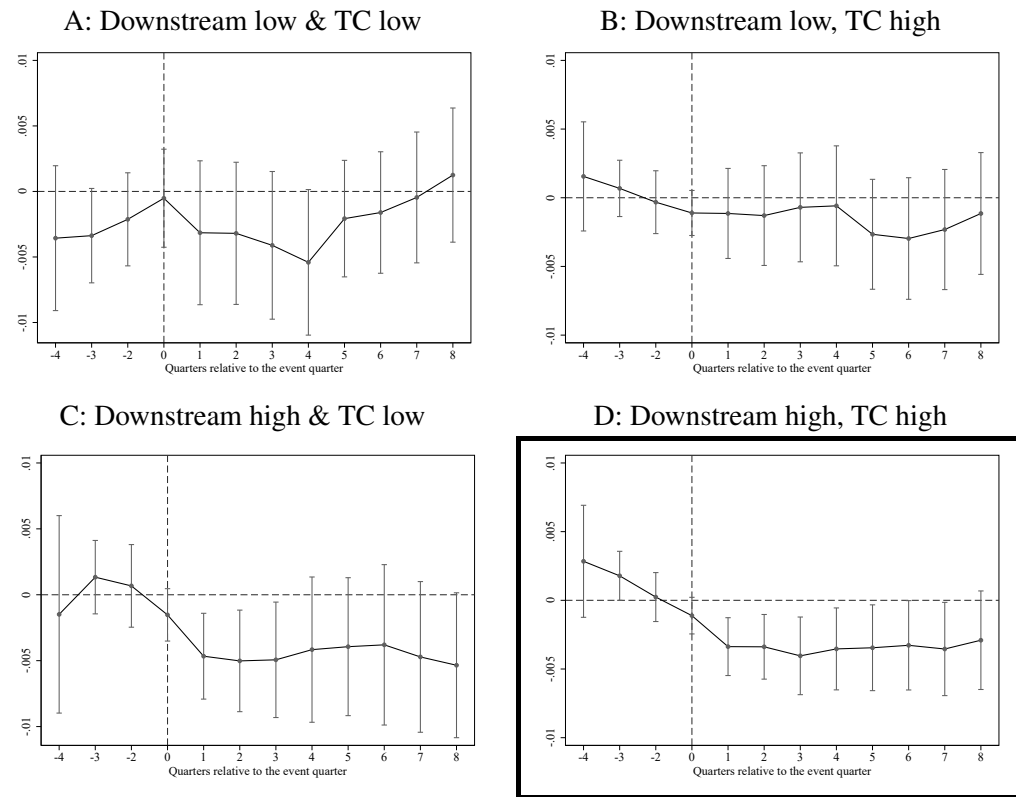 A: Downstream low & TC low
B: Downstream low, TC high
.01
.005
0
-.005
-.01
-4 -3 -2 0 1 2 3 4 5 6 7 8
Quarters relative to the event quarter
.01
.005
0
-.005
-.01
-4 -3 -2 0 1 2 3 4 5 6 7 8
Quarters relative to the event quarter
C: Downstream high & TC low
D: Downstream high, TC high
.01
.005
0
-.005
-.01
-4 -3 -2 0 1 2 3 4 5 6 7 8
Quarters relative to the event quarter
.01
.005
0
-.005
-.01
-4 -3 -2 0 1 2 3 4 5 6 7 8
Quarters relative to the event quarter